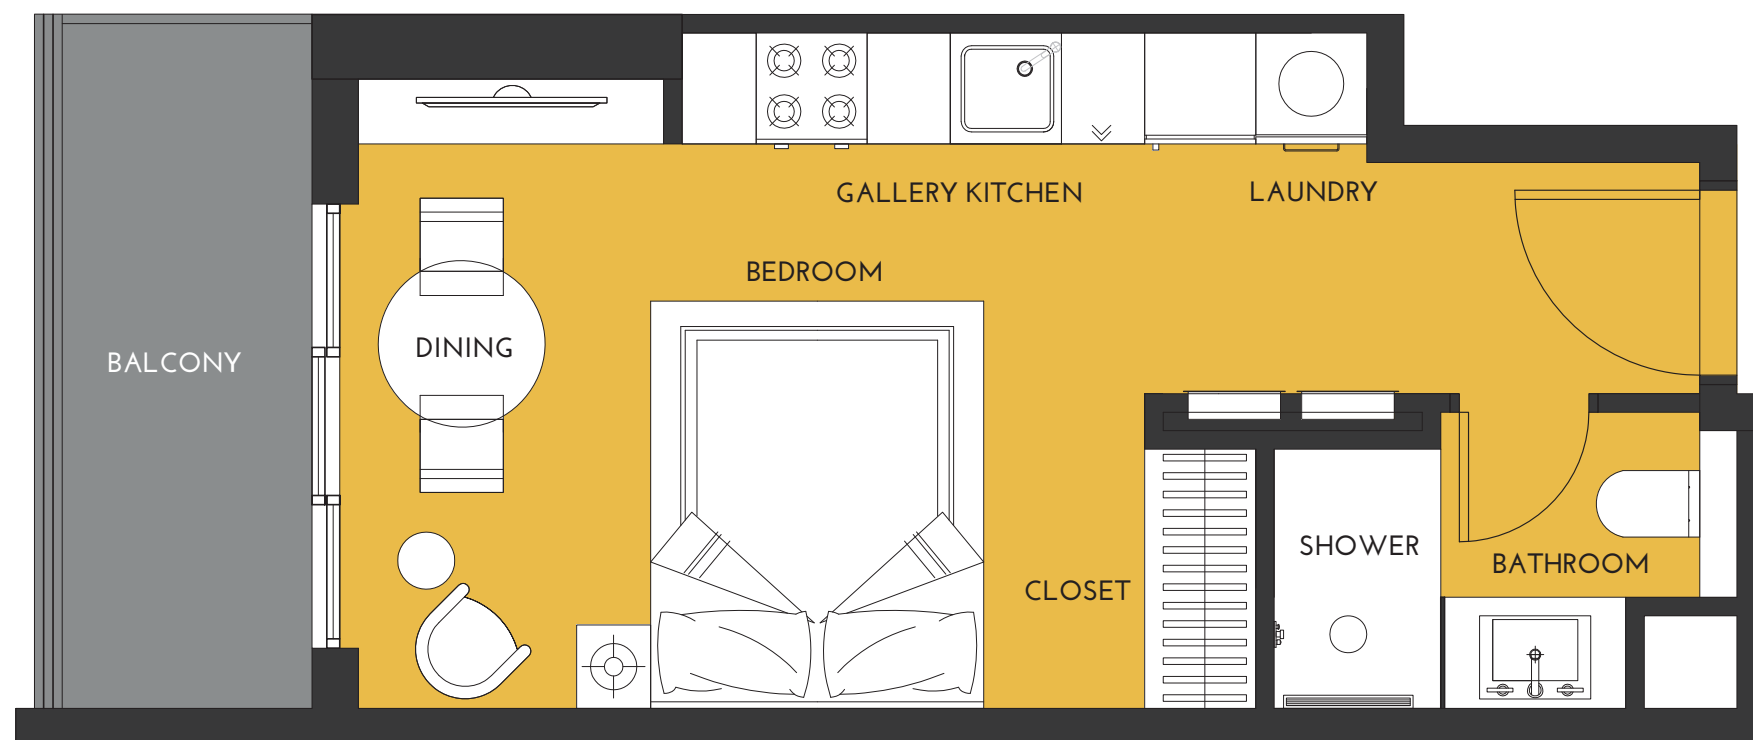 GALLERY KITCHEN
LAUNDRY
BEDROOM
DINING
BALCONY
SHOWER
BATHROOM
CLOSET